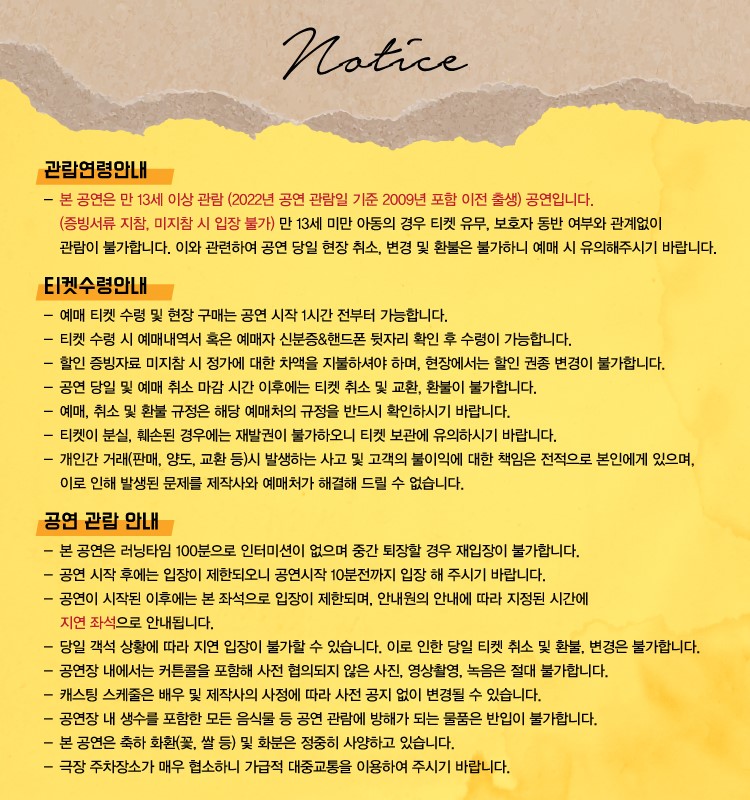 Notice
관람연령안내
- 본 공연은 만 13세 이상 관람 (2022년 공연 관람일 기준 2009년 포함 이전 출생) 공연입니다.
(증빙서류 지참, 미지참 시 입장 불가) 만 13세 미만 아동의 경우 티켓 유무, 보호자 동반 여부와 관계없이
관람이 불가합니다. 이와 관련하여 공연 당일 현장 취소, 변경 및 환불은 불가하니 예매 시 유의해주시기 바랍니다.
티켓수령안내
- 예매 티켓 수령 및 현장 구매는 공연 시작 1시간 전부터 가능합니다.
- 티켓 수령 시 예매내역서 혹은 예매자 신분증&핸드폰 뒷자리 확인 후 수령이 가능합니다.
- 할인 증빙자료 미지참 시 정가에 대한 차액을 지불하셔야 하며, 현장에서는 할인 권종 변경이 불가합니다.
- 공연 당일 및 예매 취소 마감 시간 이후에는 티켓 취소 및 교환, 환불이 불가합니다.
- 예매, 취소 및 환불 규정은 해당 예매처의 규정을 반드시 확인하시기 바랍니다.
- 티켓이 분실, 훼손된 경우에는 재발권이 불가하오니 티켓 보관에 유의하시기 바랍니다.
- 개인간 거래(판매, 양도, 교환 등)시 발생하는 사고 및 고객의 불이익에 대한 책임은 전적으로 본인에게 있으며,
이로 인해 발생된 문제를 제작사와 예매처가 해결해 드릴 수 없습니다.
공연 관람 안내
- 본 공연은 러닝타임 100분으로 인터미션이 없으며 중간 퇴장할 경우 재입장이 불가합니다.
- 공연 시작 후에는 입장이 제한되오니 공연시작 10분전까지 입장 해 주시기 바랍니다.
- 공연이 시작된 이후에는 본 좌석으로 입장이 제한되며, 안내원의 안내에 따라 지정된 시간에
지연 좌석으로 안내됩니다.
- 당일 객석 상황에 따라 지연 입장이 불가할 수 있습니다. 이로 인한 당일 티켓 취소 및 환불, 변경은 불가합니다.
- 공연장 내에서는 커튼콜을 포함해 사전 협의되지 않은 사진, 영상촬영, 녹음은 절대 불가합니다.
- 캐스팅 스케줄은 배우 및 제작사의 사정에 따라 사전 공지 없이 변경될 수 있습니다.
- 공연장 내 생수를 포함한 모든 음식물 등 공연 관람에 방해가 되는 물품은 반입이 불가합니다.
- 본 공연은 축하 화환(꽃, 쌀 등) 및 화분은 정중히 사양하고 있습니다.
- 극장 주차장소가 매우 협소하니 가급적 대중교통을 이용하여 주시기 바랍니다.